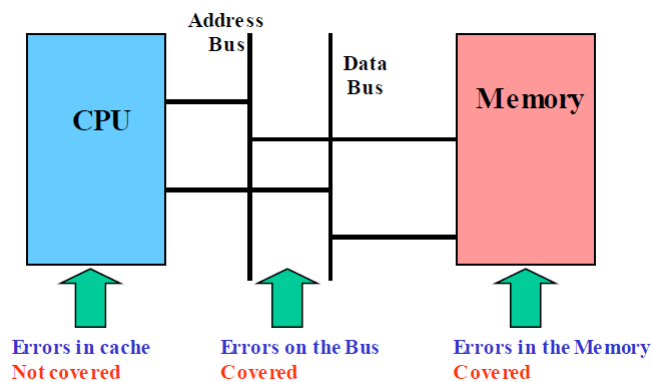 Address
Bus
Data
Bus
CPU
Memory
Errors in cache
Not covered
Errors on the Bus
Covered
Errors in the Memory
Covered